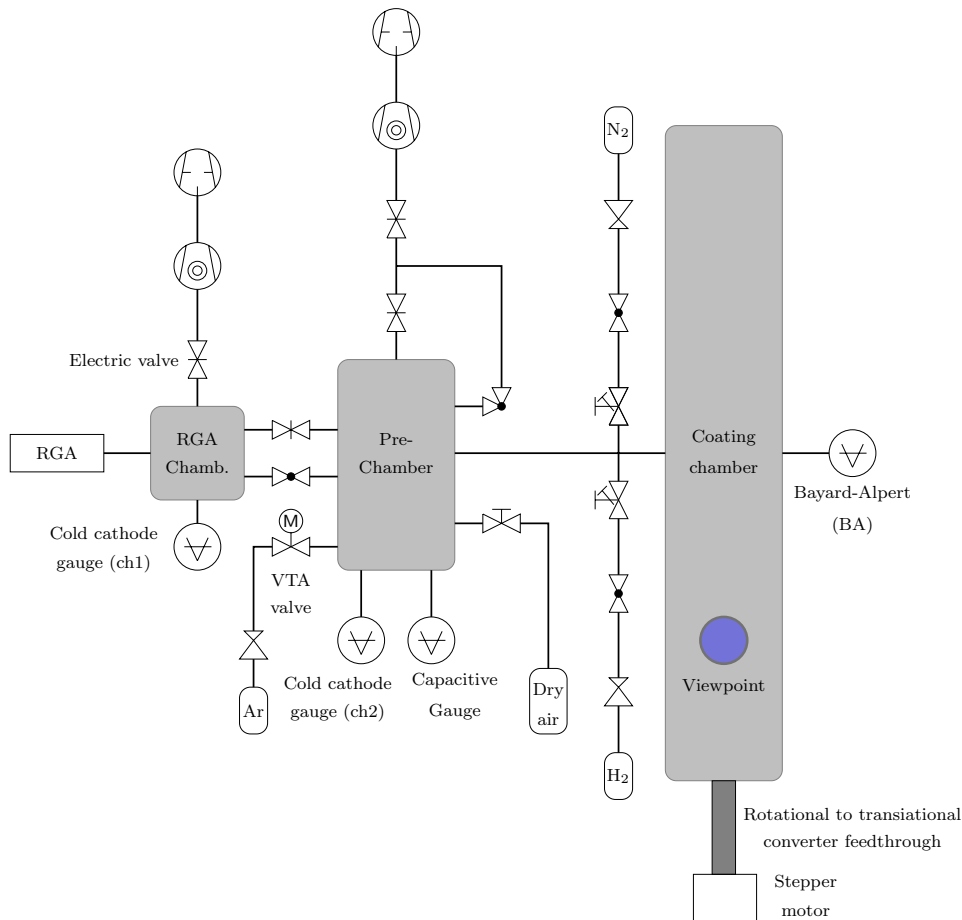 N2
Electric valve
RGA
RGA
Chamb.
Pre-
Chamber
Coating
chamber
Bayard-Alpert
(BA)
Cold cathode
gauge (ch1)
M
VTA
valve
Ar
Cold cathode
gauge (ch2)
Capacitive
Gauge
Dry
air
Viewpoint
H2
Rotational to transiational
converter feedthrough
Stepper
motor